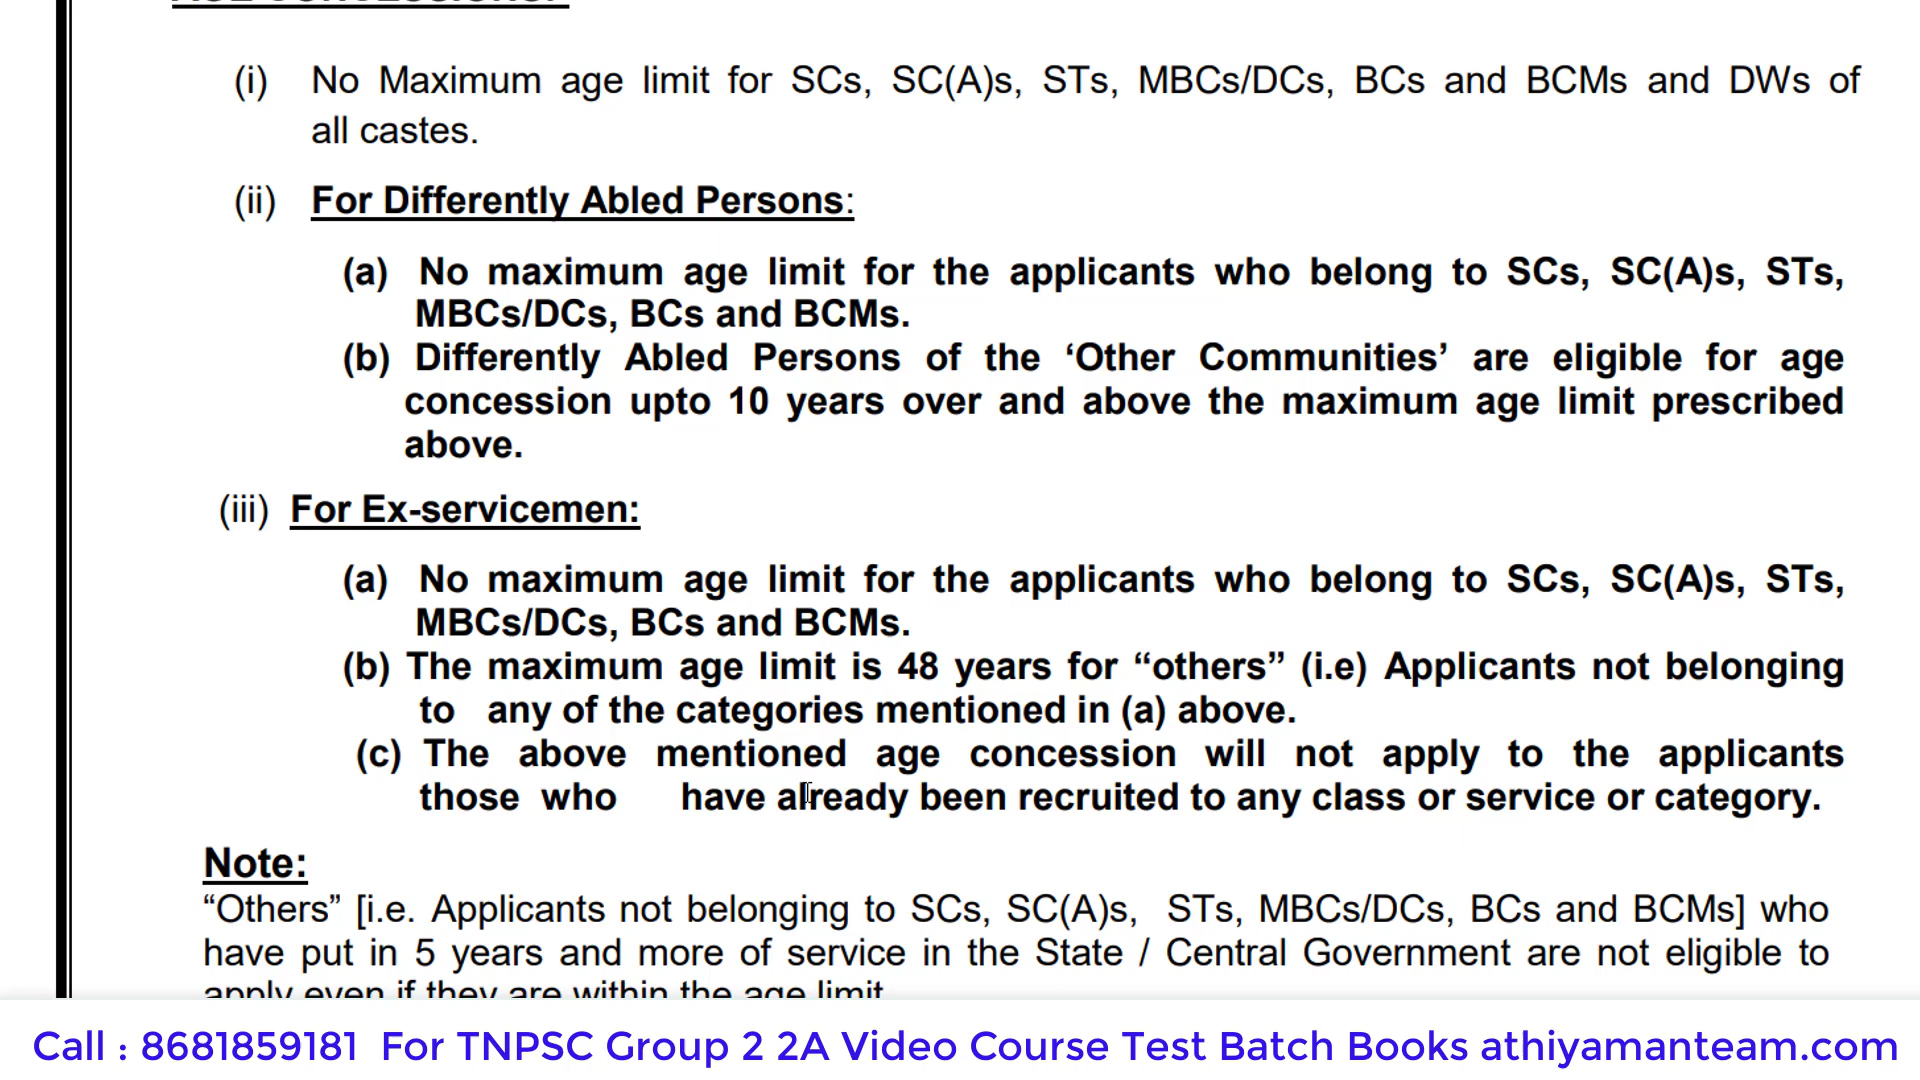 (i) No Maximum age limit for SCs, SC(A)s, STs, MBCs/DCs, BCs and BCMs and DWs of
all castes.
(ii) For Differently Abled Persons:
(a) No maximum age limit for the applicants who belong to SCs, SC(A)s, STs,
MBCs/DCs, BCs and BCMs.
(b) Differently Abled Persons of the ‘Other Communities’ are eligible for age
concession upto 10 years over and above the maximum age limit prescribed
above.
(iii) For Ex-servicemen:
(a) No maximum age limit for the applicants who belong to SCs, SC(A)s, STs,
MBCs/DCs, BCs and BCMs.
(b) The maximum age limit is 48 years for “others” (i.e) Applicants not belonging
to any of the categories mentioned in (a) above.
(c) The above mentioned age concession will not apply to the applicants
those who have already been recruited to any class or service or category.
Note:
“Others” [i.e. Applicants not belonging to SCs, SC(A)s, STs, MBCs/DCs, BCs and BCMs] who
have put in 5 years and more of service in the State / Central Government are not eligible to
apply even if they are within the age limit
Call : 8681859181 For TNPSC Group 2 2A Video Course Test Batch Books athiyamanteam.com